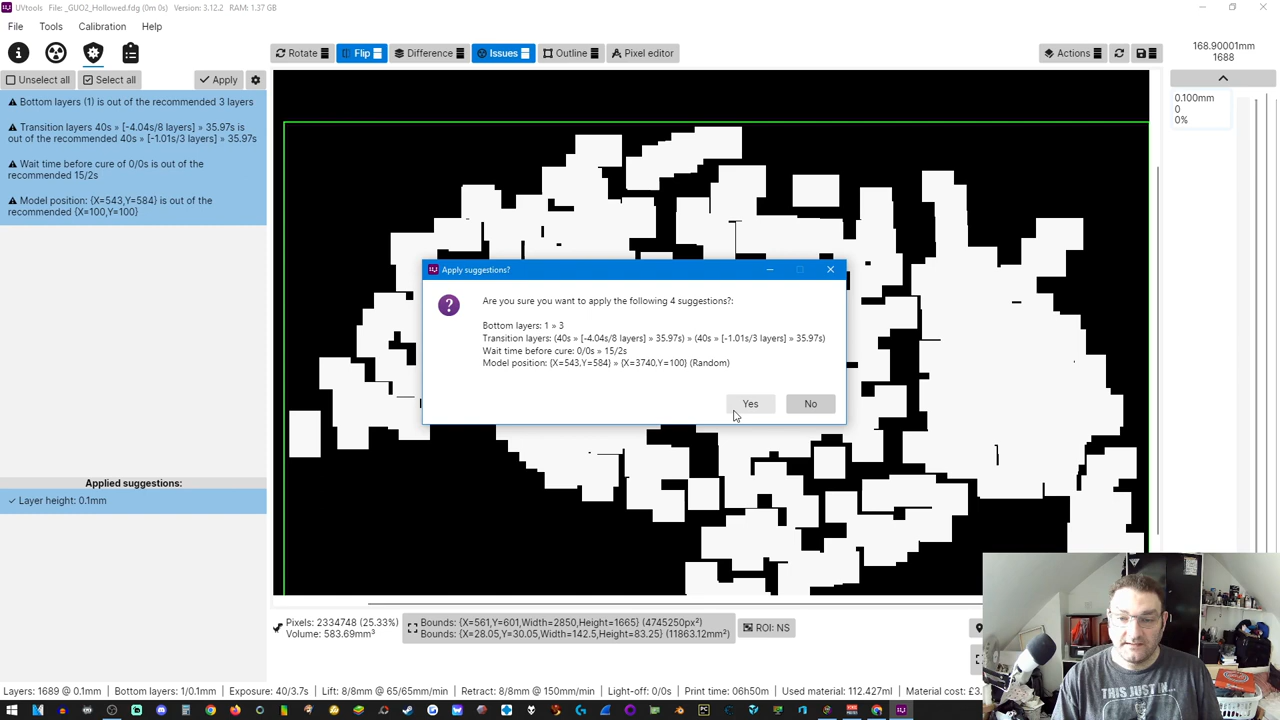 UVtools   File: _GUO2_Hollowed.fdg (0m 0s)   Version: 3.12.2   RAM: 1.37 GB
File   Tools   Calibration   Help
Rotate   Flip   Difference   Issues   Outline   Pixel editor   Actions
168.90001mm
1688
Unselect all   Select all   Apply
Bottom layers (1) is out of the recommended 3 layers
Transition layers 40s » [-4.04s/8 layers] » 35.97s is
out of the recommended 40s » [-1.01s/3 layers] » 35.97s
Wait time before cure of 0/0s is out of the
recommended 15/2s
Model position: {X=543,Y=584} is out of the
recommended {X=100,Y=100}
0.100mm
0
0%
Apply suggestions?
Are you sure you want to apply the following 4 suggestions?:
Bottom layers: 1 » 3
Transition layers: (40s » [-4.04s/8 layers] » 35.97s) » (40s » [-1.01s/3 layers] » 35.97s)
Wait time before cure: 0/0s » 15/2s
Model position: {X=543,Y=584} » {X=3740,Y=100} (Random)
Yes   No
Applied suggestions:
Layer height: 0.1mm
Pixels: 2334748 (25.33%)
Volume: 583.69mm³
Bounds: {X=561,Y=601,Width=2850,Height=1665} (4745250px²)
Bounds: {X=28.05,Y=30.05,Width=142.5,Height=83.25} (11863.12mm²)
ROI: NS
THIS JUST IN...
Layers: 1689 @ 0.1mm | Bottom layers: 1/0.1mm | Exposure: 40/3.7s | Lift: 8/8mm @ 65/65mm/min | Retract: 8/8mm @ 150mm/min | Light-off: 0/0s | Print time: 06h50m | Used material: 112.427ml | Material cost: £3.